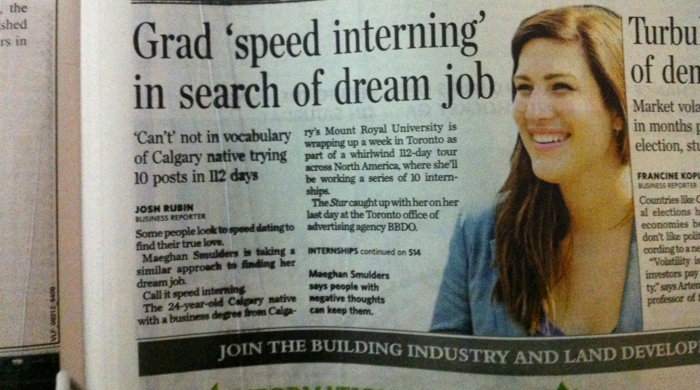 , the
shed
rs in
Grad 'speed interning'
in search of dream job
'Can't' not in vocabulary
of Calgary native trying
10 posts in 112 days
JOSH RUBIN
BUSINESS REPORTER
Some people look to speed dating to
find their true love.
Maeghan Smulders is taking a
similar approach to finding her
dream job.
Call it speed interning.
The 24-year-old Calgary native
with a business degree from Calga-
ry's Mount Royal University is
wrapping up a week in Toronto as
part of a whirlwind 112-day tour
across North America, where she'll
be working a series of 10 intern-
ships.
The Star caught up with her on her
last day at the Toronto office of
advertising agency BBDO.
INTERNSHIPS continued on S14
Maeghan Smulders
says people with
negative thoughts
can keep them.
Turbu
of den
Market vola
in months p
election, stu
FRANCINE KOPU
BUSINESS REPORTER
Countries like C
al elections h
economies be
don't like polit
cording to a ne
"Volatility is
investors pay
ty," says Arten
professor of
JOIN THE BUILDING INDUSTRY AND LAND DEVELOP